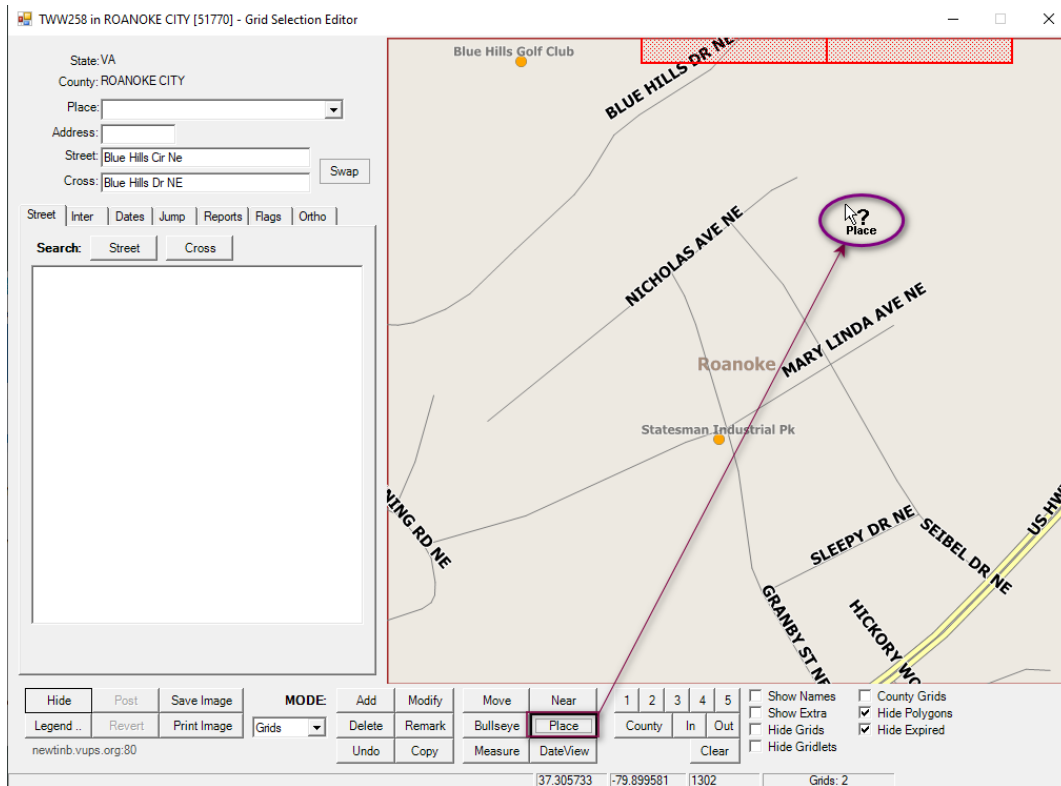 TWW258 in ROANOKE CITY [51770] - Grid Selection Editor
State: VA
County: ROANOKE CITY
Place:
Address:
Street: Blue Hills Cir Ne
Cross: Blue Hills Dr NE
Swap
Street Inter Dates Jump Reports Flags Ortho
Search: Street Cross
Blue Hills Golf Club
BLUE HILLS DR NE
?
Place
NICHOLAS AVE NE
MARY LINDA AVE NE
Roanoke
Statesman Industrial Pk
NING RD NE
SLEEPY DR NE
SEIBEL DR NE
US HW
GRANBY ST NE
HICKORY WO
Hide Post Save Image MODE: Add Modify Move Near 1 2 3 4 5 Show Names County Grids
Show Extra Hide Polygons
Legend .. Revert Print Image Grids Delete Remark Bullseye Place County In Out Hide Grids Hide Expired
newtinb.vups.org:80 Undo Copy Measure DateView Clear Hide Gridlets
37.305733 -79.899581 1302 Grids: 2